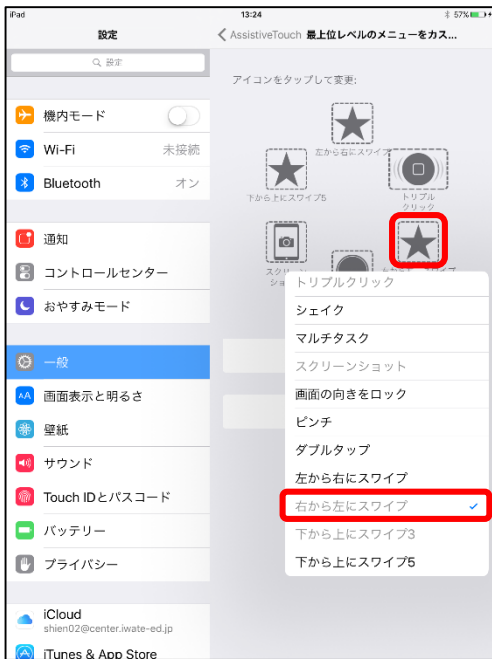 iPad
13:24
57%
設定
AssistiveTouch 最上位レベルのメニューをカス...
設定
機内モード
Wi-Fi
未接続
Bluetooth
オン
通知
コントロールセンター
おやすみモード
一般
画面表示と明るさ
壁紙
サウンド
Touch IDとパスコード
バッテリー
プライバシー
iCloud
shien02@center.iwate-ed.jp
iTunes & App Store
アイコンをタップして変更:
左から右にスワイプ
下から上にスワイプ5
トリプル
クリック
トリプルクリック
シェイク
マルチタスク
スクリーンショット
画面の向きをロック
ピンチ
ダブルタップ
左から右にスワイプ
右から左にスワイプ
下から上にスワイプ3
下から上にスワイプ5